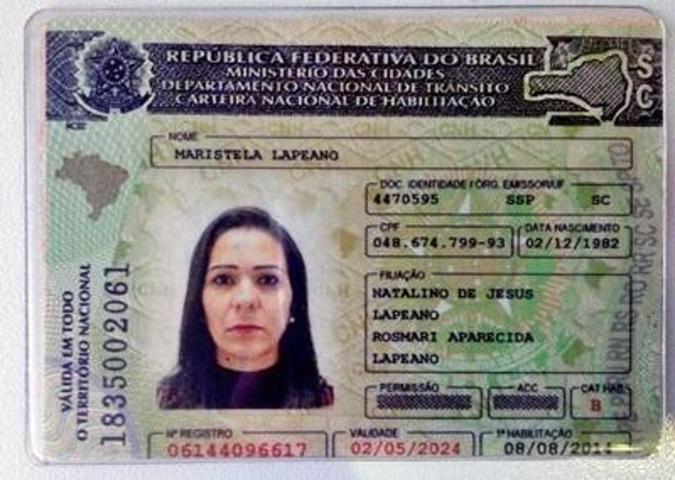 REPÚBLICA FEDERATIVA DO BRASIL
MINISTÉRIO DAS CIDADES
DEPARTAMENTO NACIONAL DE TRÂNSITO
CARTEIRA NACIONAL DE HABILITAÇÃO
SC
NOME
MARISTELA LAPEANO
DOC. IDENTIDADE / ÓRG. EMISSOR/UF
4470595 SSP SC
CPF
048.674.799-93
DATA NASCIMENTO
02/12/1982
FILIAÇÃO
NATALINO DE JESUS
LAPEANO
ROSMARI APARECIDA
LAPEANO
PERMISSÃO
ACC
CAT.HAB.
B
Nº REGISTRO
06144096617
VALIDADE
02/05/2024
1ª HABILITAÇÃO
08/08/2014
VÁLIDA EM TODO
O TERRITÓRIO NACIONAL
1835002061